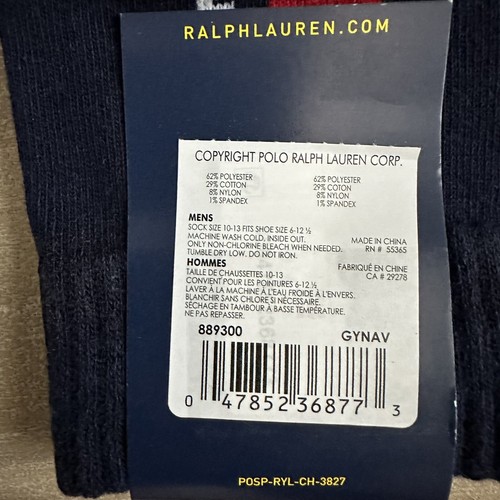 RALPHLAUREN.COM
COPYRIGHT POLO RALPH LAUREN CORP.
62% POLYESTER 62% POLYESTER
29% COTTON 29% COTTON
8% NYLON 8% NYLON
1% SPANDEX 1% SPANDEX
MENS
SOCK SIZE 10-13 FITS SHOE SIZE 6-12 ½
MACHINE WASH COLD, INSIDE OUT. MADE IN CHINA
ONLY NON-CHLORINE BLEACH WHEN NEEDED. RN # 55365
TUMBLE DRY LOW. DO NOT IRON.
HOMMES FABRIQUÉ EN CHINE
TAILLE DE CHAUSSETTES 10-13 CA # 29278
CONVIENT POUR LES POINTURES 6-12 ½
LAVER À LA MACHINE À L'EAU FROIDE À L'ENVERS.
BLANCHIR SANS CHLORE SI NÉCESSAIRE.
SÉCHAGE EN TAMBOUR À BASSE TEMPÉRATURE.
NE PAS REPASSER.
889300 GYNAV
0 47852 36877 3
POSP-RYL-CH-3827